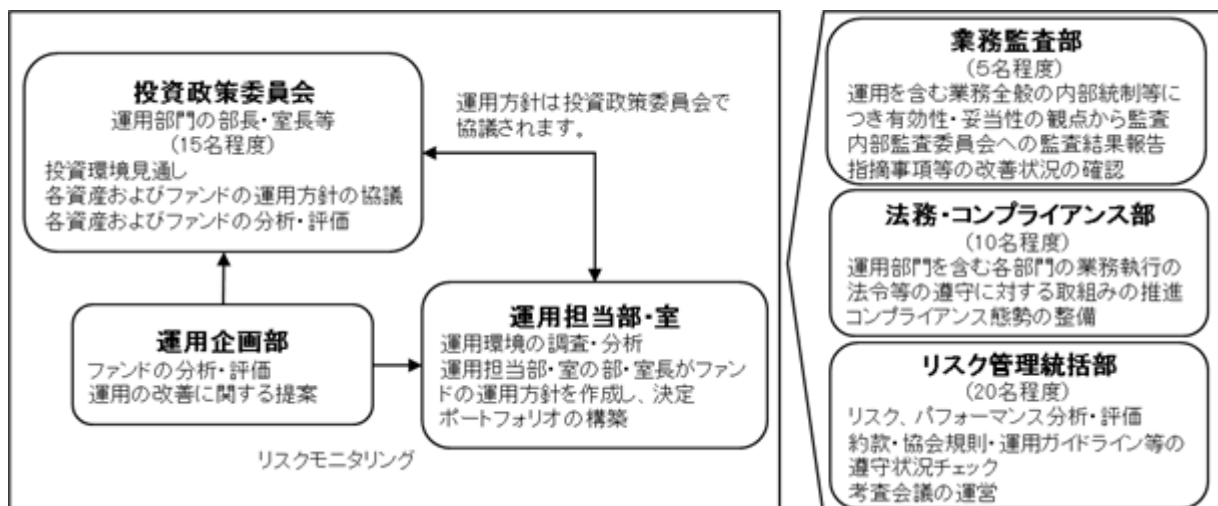 投資政策委員会
運用部門の部長・室長等
(15名程度)
投資環境見通し
各資産およびファンドの運用方針の協議
各資産およびファンドの分析・評価
運用方針は投資政策委員会で
協議されます。
運用企画部
ファンドの分析・評価
運用の改善に関する提案
運用担当部・室
運用環境の調査・分析
運用担当部・室の部・室長がファン
ドの運用方針を作成し、決定
ポートフォリオの構築
リスクモニタリング
業務監査部
(5名程度)
運用を含む業務全般の内部統制等に
つき有効性・妥当性の観点から監査
内部監査委員会への監査結果報告
指摘事項等の改善状況の確認
法務・コンプライアンス部
(10名程度)
運用部門を含む各部門の業務執行の
法令等の遵守に対する取組みの推進
コンプライアンス態勢の整備
リスク管理統括部
(20名程度)
リスク、パフォーマンス分析・評価
約款・協会規則・運用ガイドライン等の
遵守状況チェック
考査会議の運営